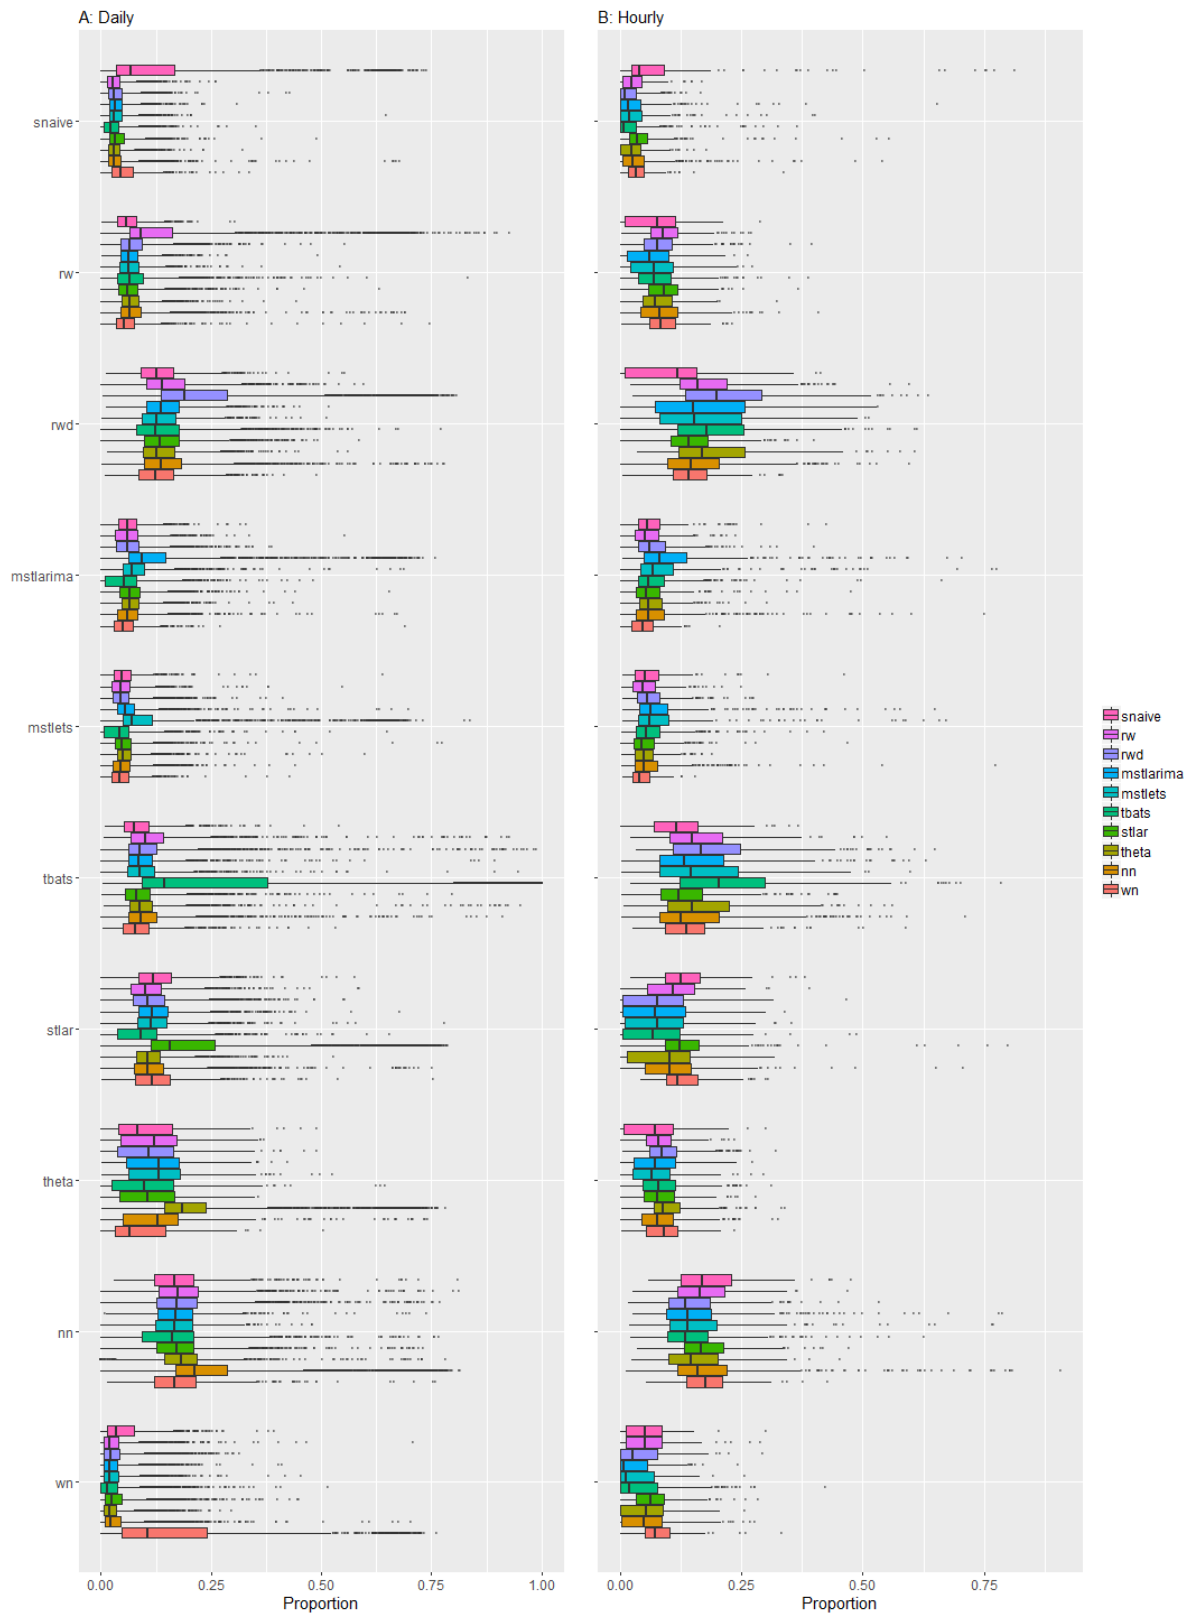 A: Daily
B: Hourly
snaive
rw
rwd
mstlarima
mstlets
tbats
stlar
theta
nn
wn
snaive
rw
rwd
mstlarima
mstlets
tbats
stlar
theta
nn
wn
0.00 0.25 0.50 0.75 1.00
0.00 0.25 0.50 0.75
Proportion
Proportion